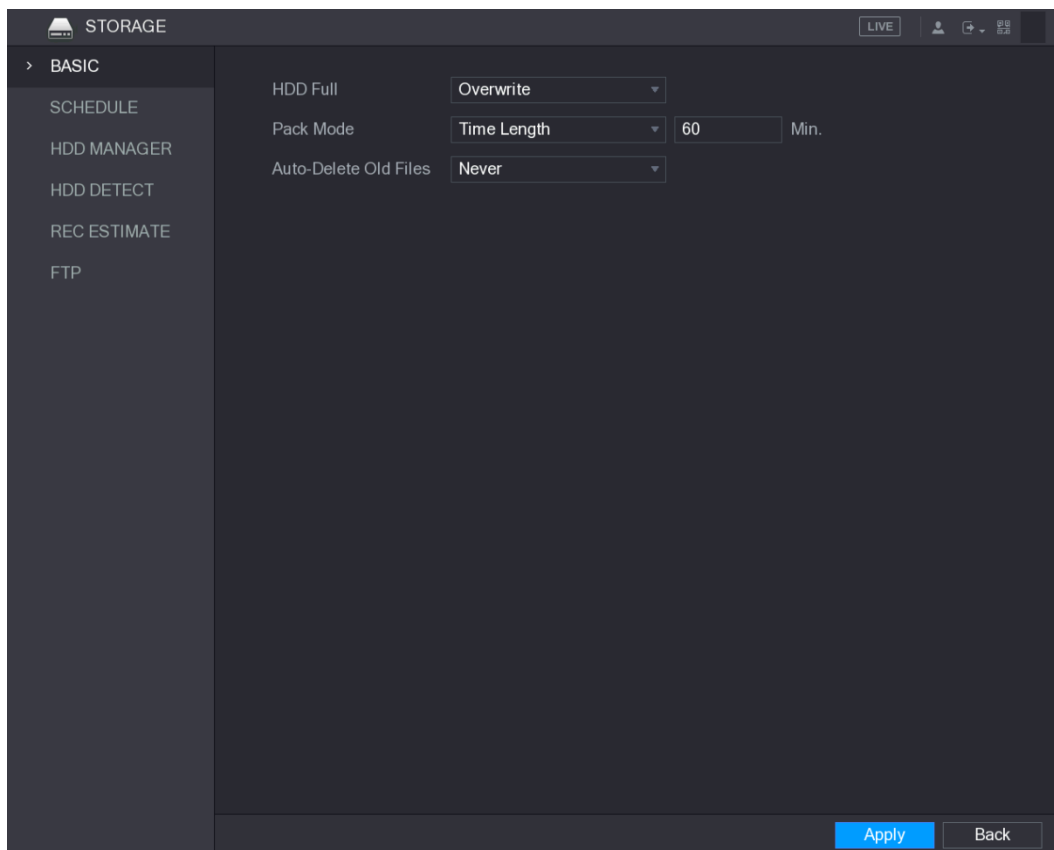 STORAGE LIVE
BASIC
SCHEDULE
HDD MANAGER
HDD DETECT
REC ESTIMATE
FTP
HDD Full Overwrite
Pack Mode Time Length 60 Min.
Auto-Delete Old Files Never
Apply Back